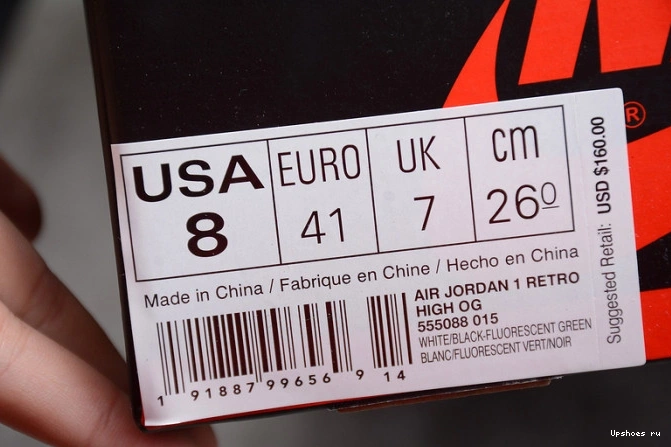 USA EURO UK cm
8 41 7 26 0
Made in China / Fabrique en Chine / Hecho en China
AIR JORDAN 1 RETRO
HIGH OG
555088 015
WHITE/BLACK-FLUORESCENT GREEN
BLANC/FLUORESCENT VERT/NOIR
1 91887 99656 9 14
Suggested Retail: USD $160.00
®
Upshoes ru